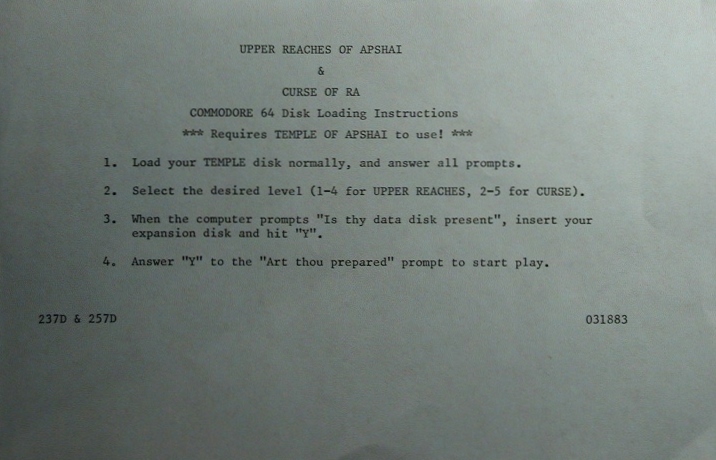 UPPER REACHES OF APSHAI
&
CURSE OF RA
COMMODORE 64 Disk Loading Instructions
*** Requires TEMPLE OF APSHAI to use! ***
1. Load your TEMPLE disk normally, and answer all prompts.
2. Select the desired level (1-4 for UPPER REACHES, 2-5 for CURSE).
3. When the computer prompts "Is thy data disk present", insert your
expansion disk and hit "Y".
4. Answer "Y" to the "Art thou prepared" prompt to start play.
237D & 257D 031883